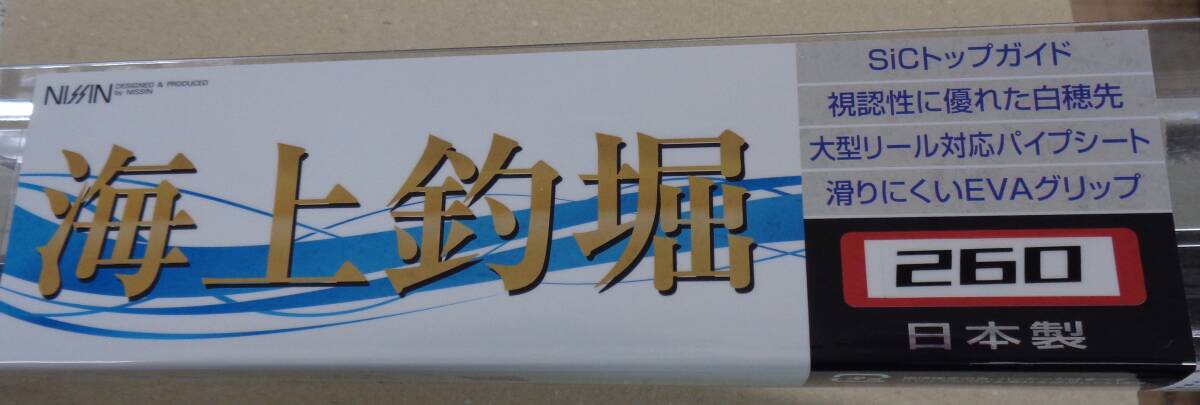 NISSIN
DESIGNED & PRODUCED
by NISSIN
海上釣堀
SiCトップガイド
視認性に優れた白穂先
大型リール対応パイプシート
滑りにくいEVAグリップ
260
日本製